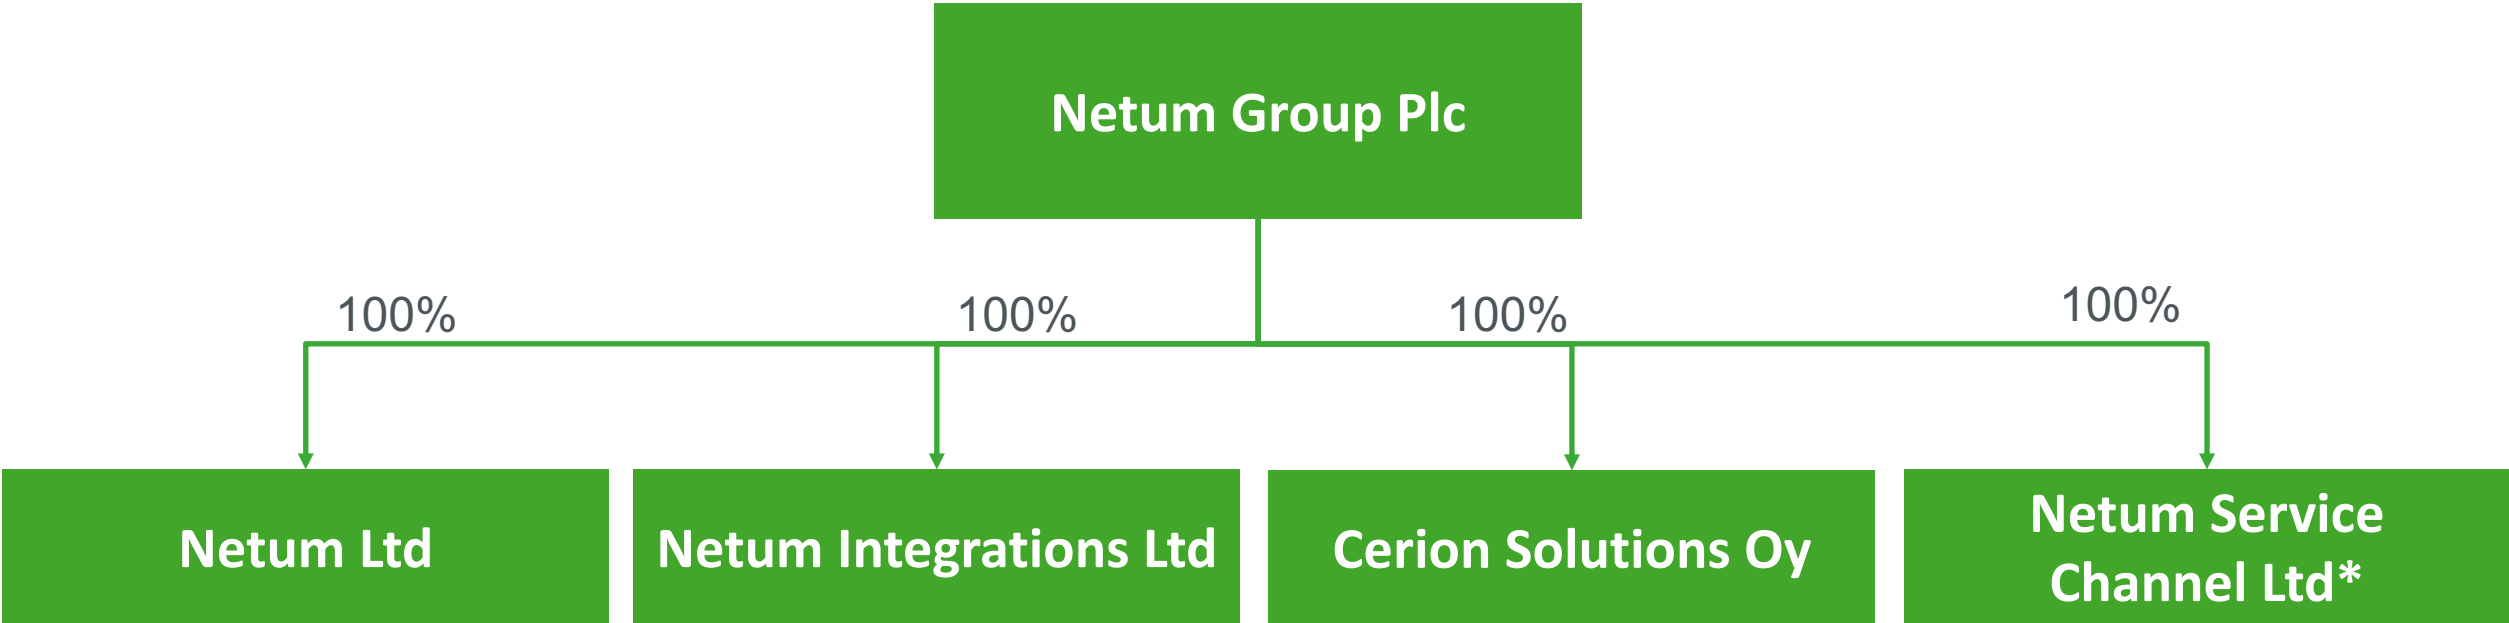 Netum Group Plc
100%
100%
100%
100%
Netum Ltd
Netum Integrations Ltd
Cerion Solutions Oy
Netum Service
Channel Ltd*